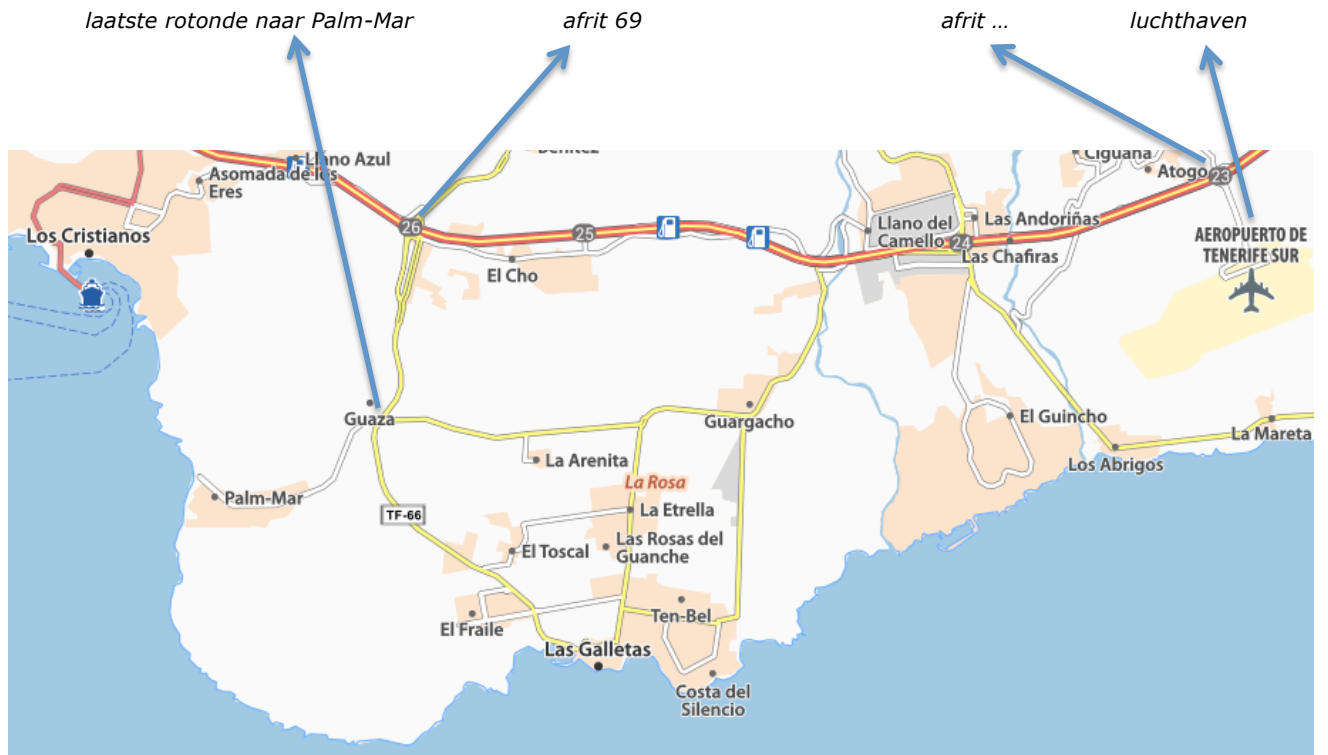 laatste rotonde naar Palm-Mar
afrit 69
afrit ...
luchthaven
Llano Azul
Asomada de los
Eres
Ciguana
Atogo
23
26
25
Llano del
Camello
24
Las Andoriñas
Las Chafiras
Los Cristianos
El Cho
AEROPUERTO DE
TENERIFE SUR
Guaza
Guargacho
El Guincho
La Mareta
Los Abrigos
La Arenita
La Rosa
Palm-Mar
TF-66
La Etrella
El Toscal
Las Rosas del
Guanche
El Fraile
Ten-Bel
Las Galletas
Costa del
Silencio